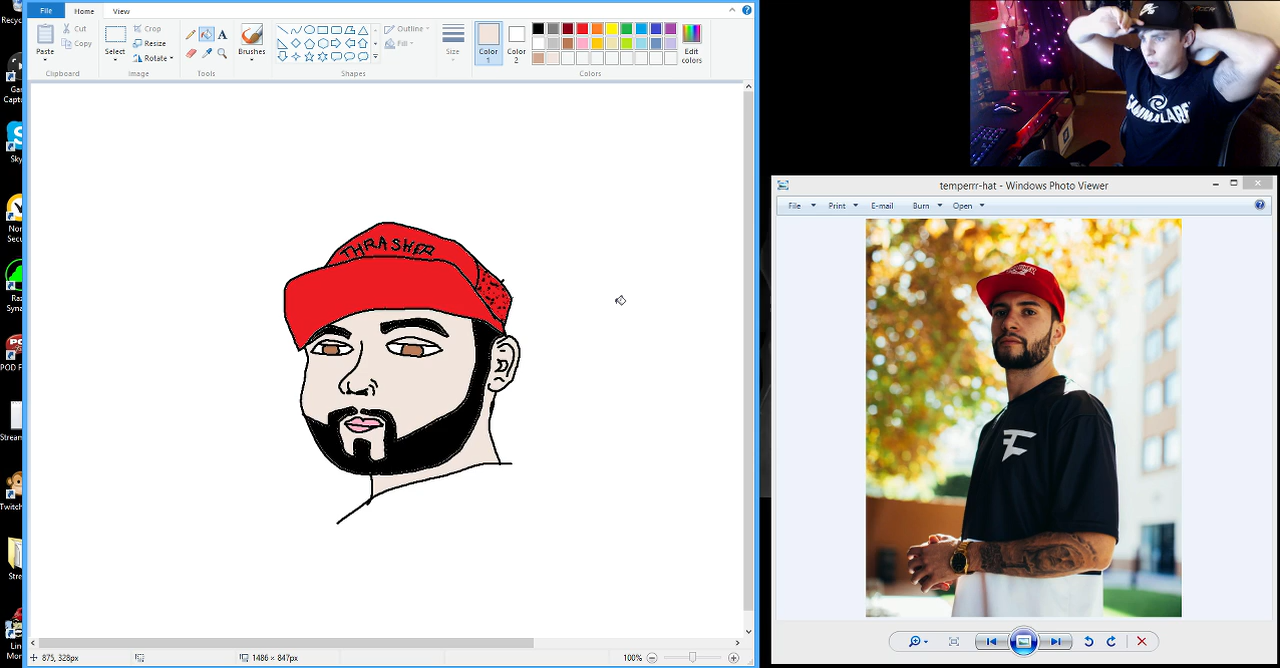 File Home View
Paste Cut Copy
Clipboard
Select Crop Resize Rotate
Image
A
Tools
Brushes
Shapes
Outline Fill
Size
Color 1
Color 2
Edit colors
Colors
THRASHER
875, 328px
1486 × 847px
100%
temperrr-hat - Windows Photo Viewer
File Print E-mail Burn Open